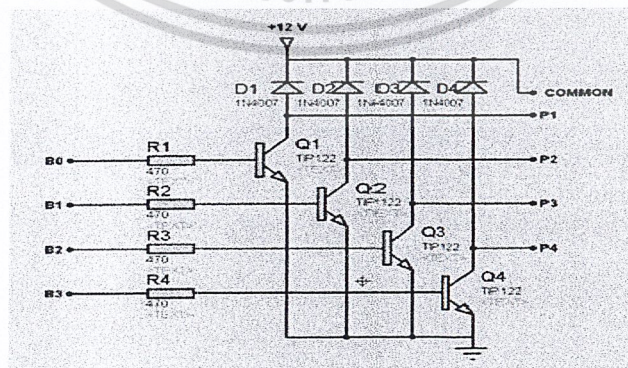 +12 V
D1 D2 D3 D4
1N4007 1N4007 1N4007 1N4007
COMMON
P1
R1 Q1
B0 P2
470 TIP122
R2 Q2
B1 TIP122
470 P3
R3 Q3
B2 P4
470 TIP122
R4 Q4
B3 TIP122
470